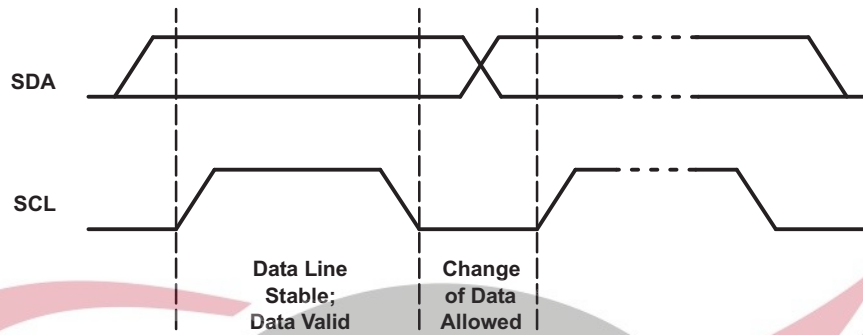 SDA
SCL
Data Line
Stable;
Data Valid
Change
of Data
Allowed